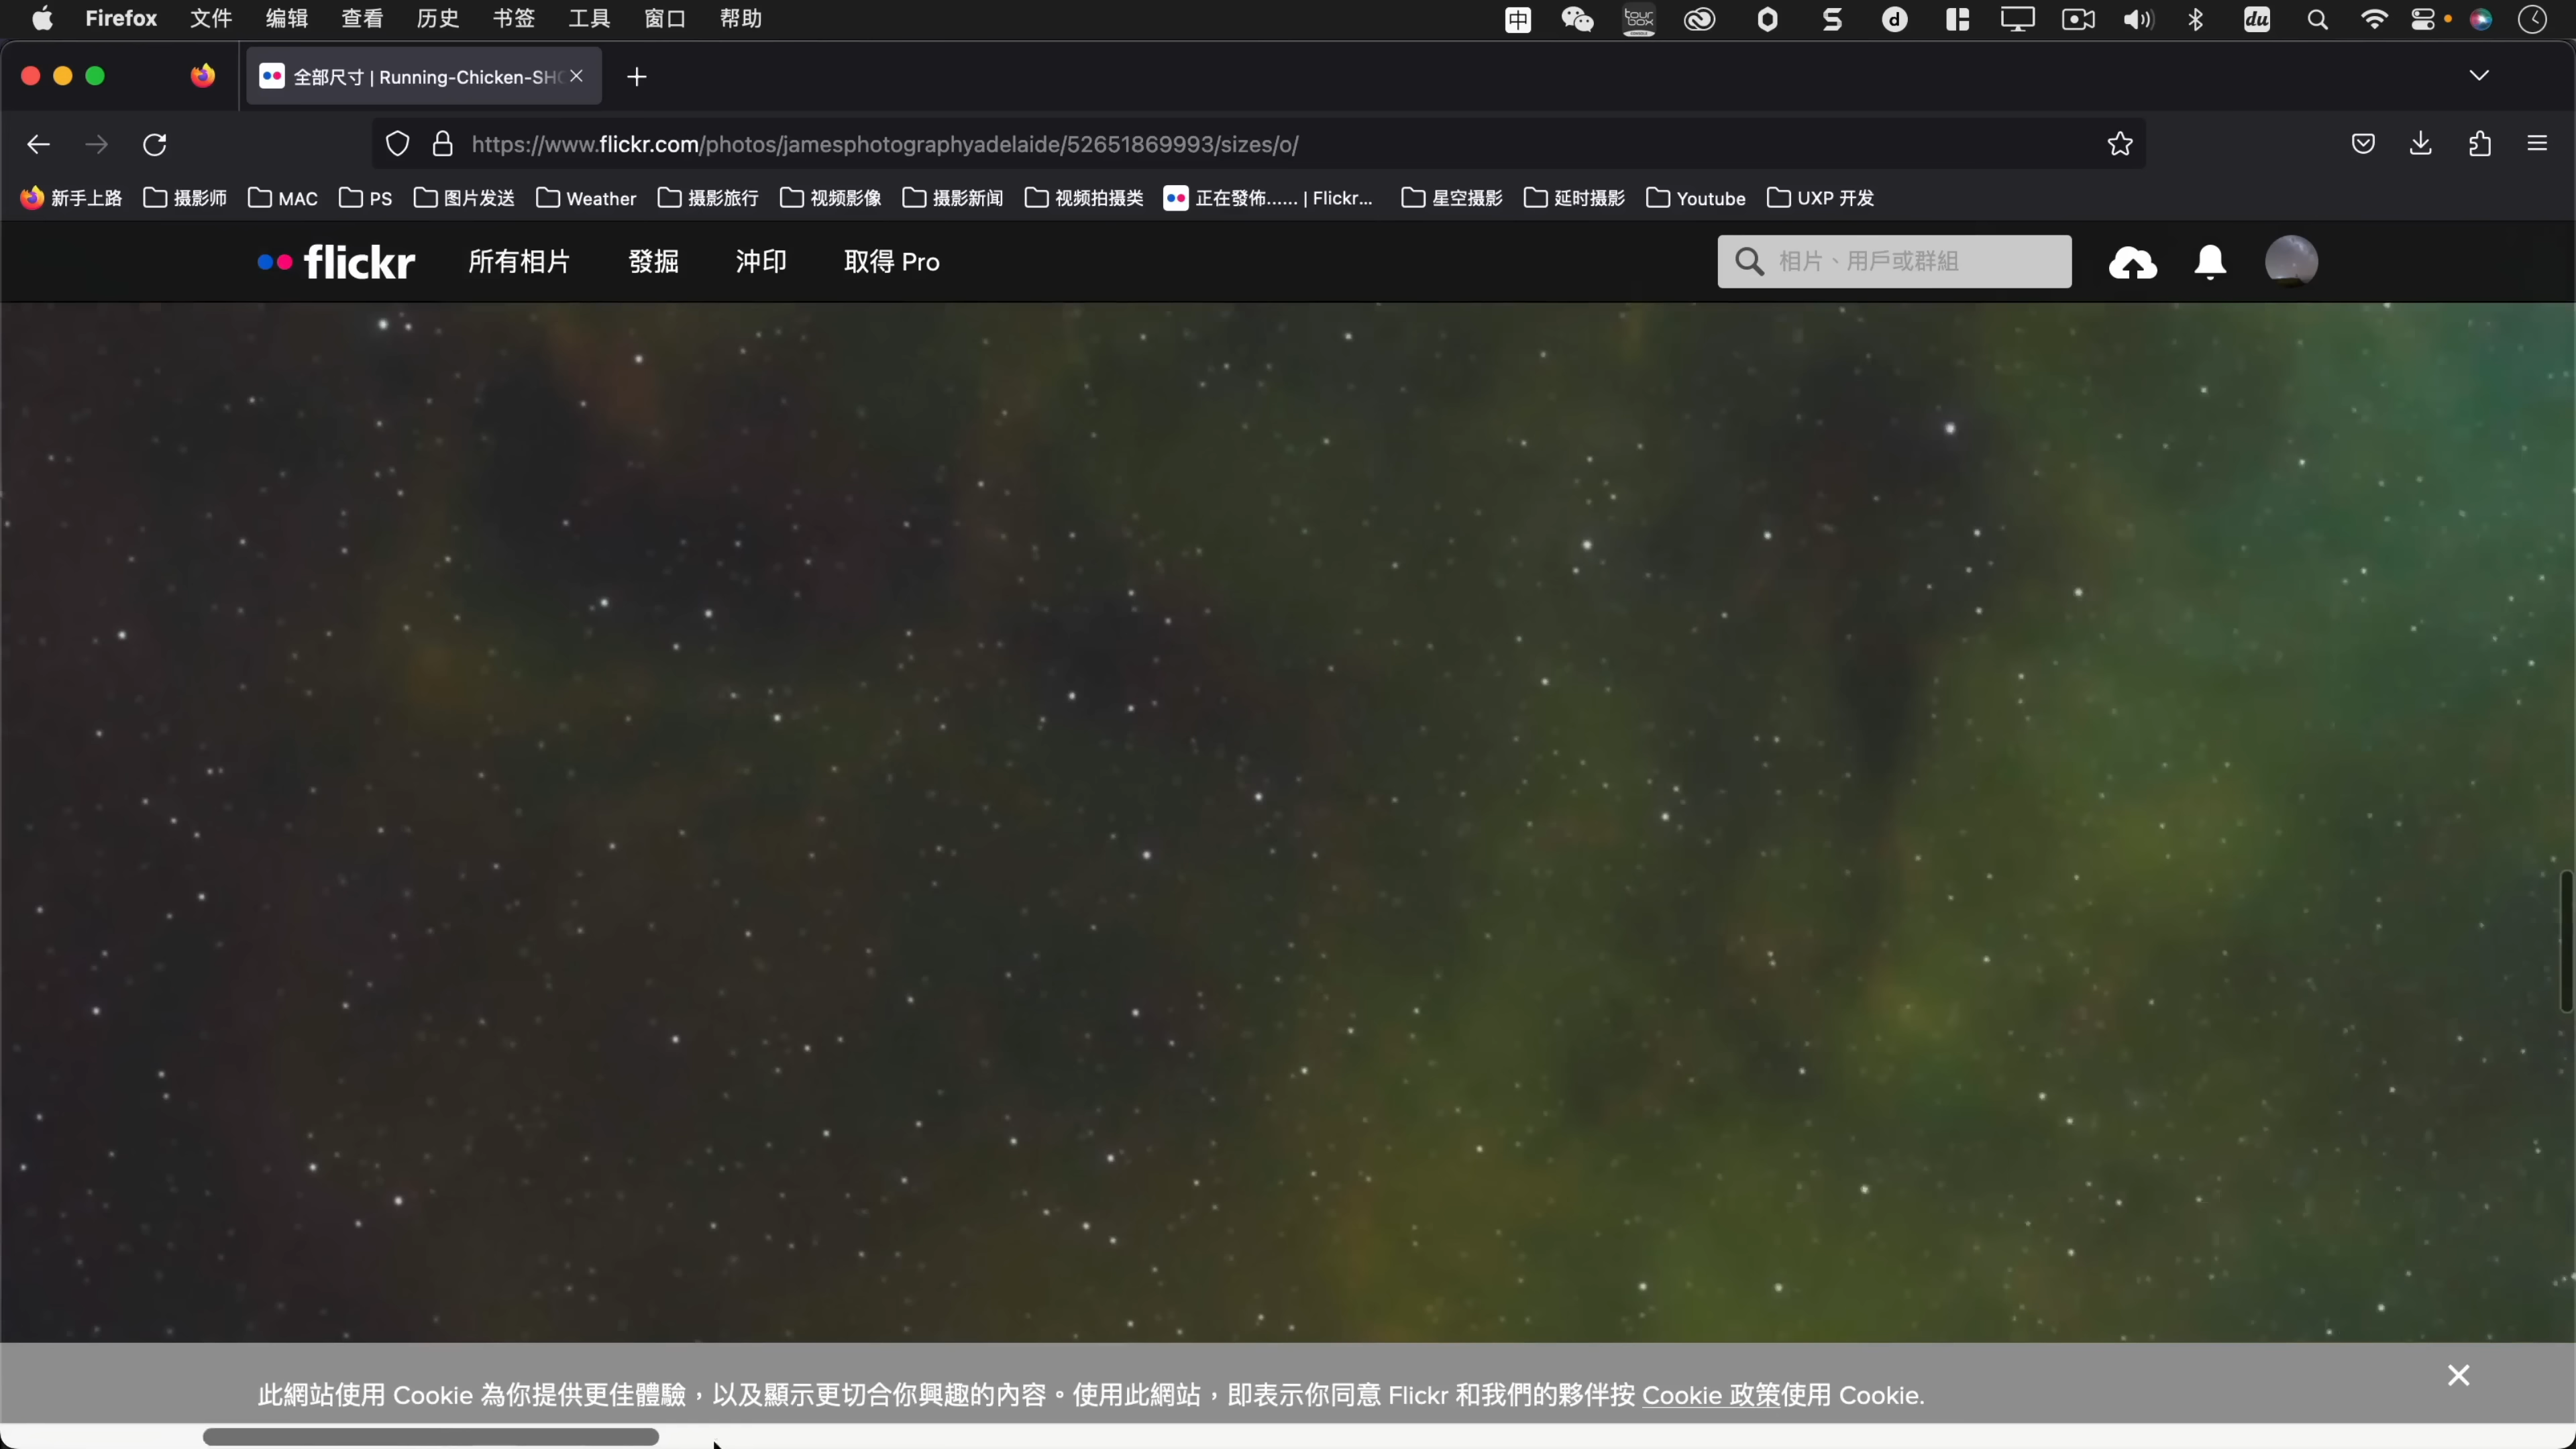 Firefox 文件 编辑 查看 历史 书签 工具 窗口 帮助 中 tour box CONSOLE S d du
全部尺寸 | Running-Chicken-SH
https://www.flickr.com/photos/jamesphotographyadelaide/52651869993/sizes/o/
新手上路 摄影师 MAC PS 图片发送 Weather 摄影旅行 视频影像 摄影新闻 视频拍摄类 正在發佈…… | Flickr... 星空摄影 延时摄影 Youtube UXP 开发
flickr 所有相片 發掘 沖印 取得 Pro 相片、用戶或群組
此網站使用 Cookie 為你提供更佳體驗，以及顯示更切合你興趣的內容。使用此網站，即表示你同意 Flickr 和我們的夥伴按 Cookie 政策使用 Cookie.